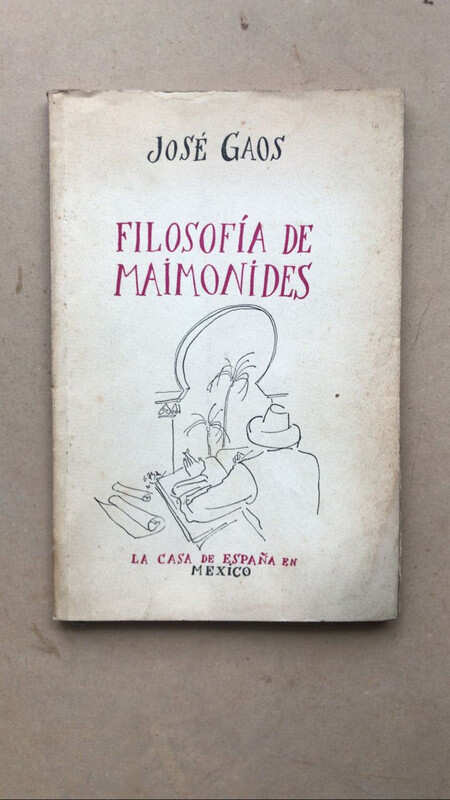 JOSÉ GAOS
FILOSOFÍA DE
MAIMONIDES
LA CASA DE ESPAÑA EN
MEXICO